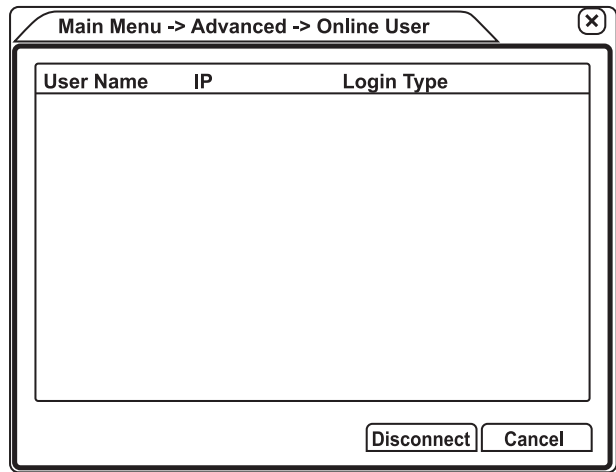 Main Menu -> Advanced -> Online User
User Name IP Login Type
Disconnect Cancel